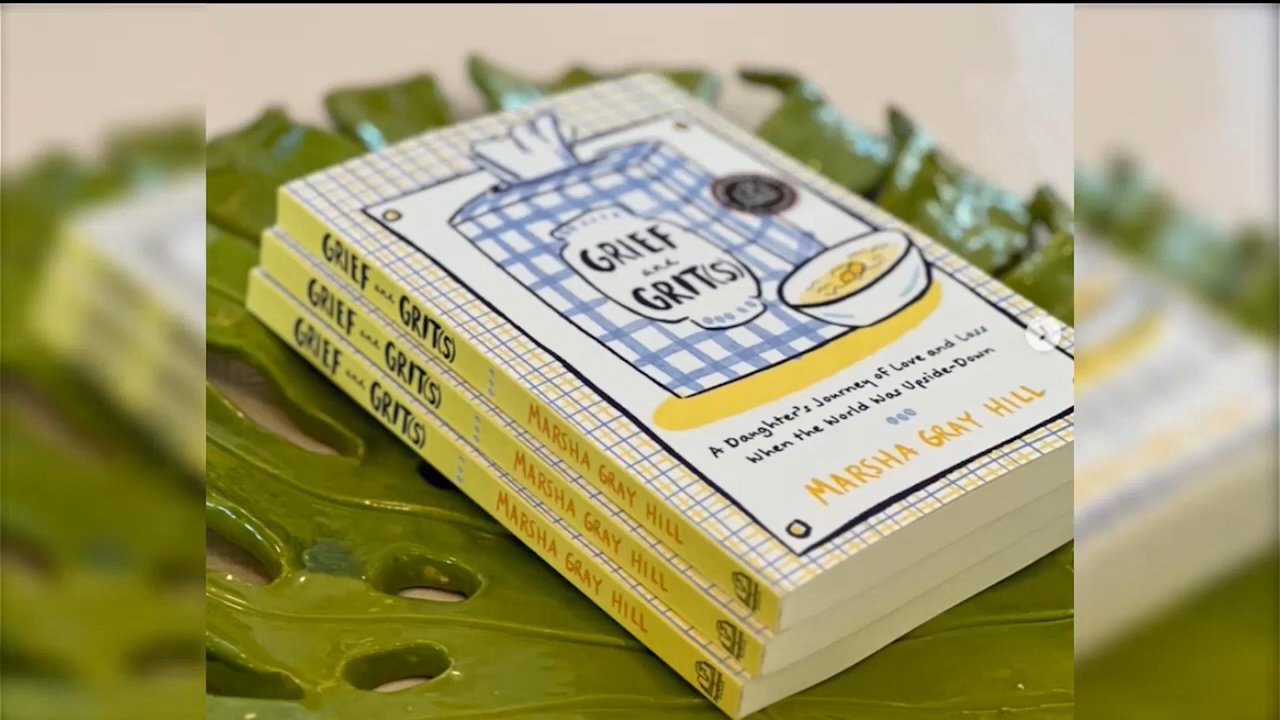 GRIEF
and
GRIT(S)
A Daughter's Journey of Love and Loss
When the World Was Upside-Down
MARSHA GRAY HILL
GRIEF and GRIT(S) MARSHA GRAY HILL
GRIEF and GRIT(S) MARSHA GRAY HILL
GRIEF and GRIT(S) MARSHA GRAY HILL